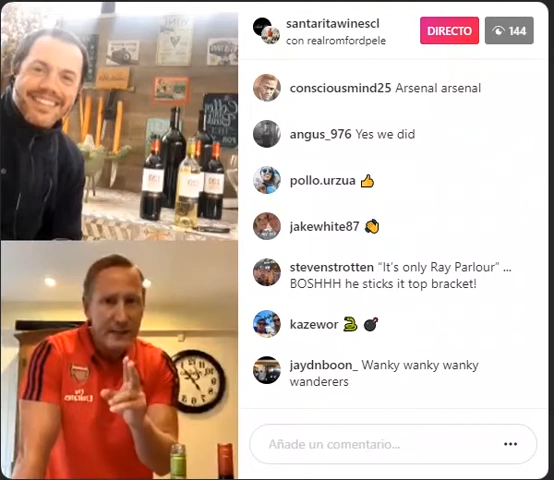 santaritawinescl
con realromfordpele
DIRECTO
144
consciousmind25 Arsenal arsenal
angus_976 Yes we did
pollo.urzua 👍
jakewhite87 👏
stevenstrotten “It’s only Ray Parlour” ...
BOSHHH he sticks it top bracket!
kazewor 🐍 💣
jaydnboon_ Wanky wanky wanky
wanderers
Añade un comentario...